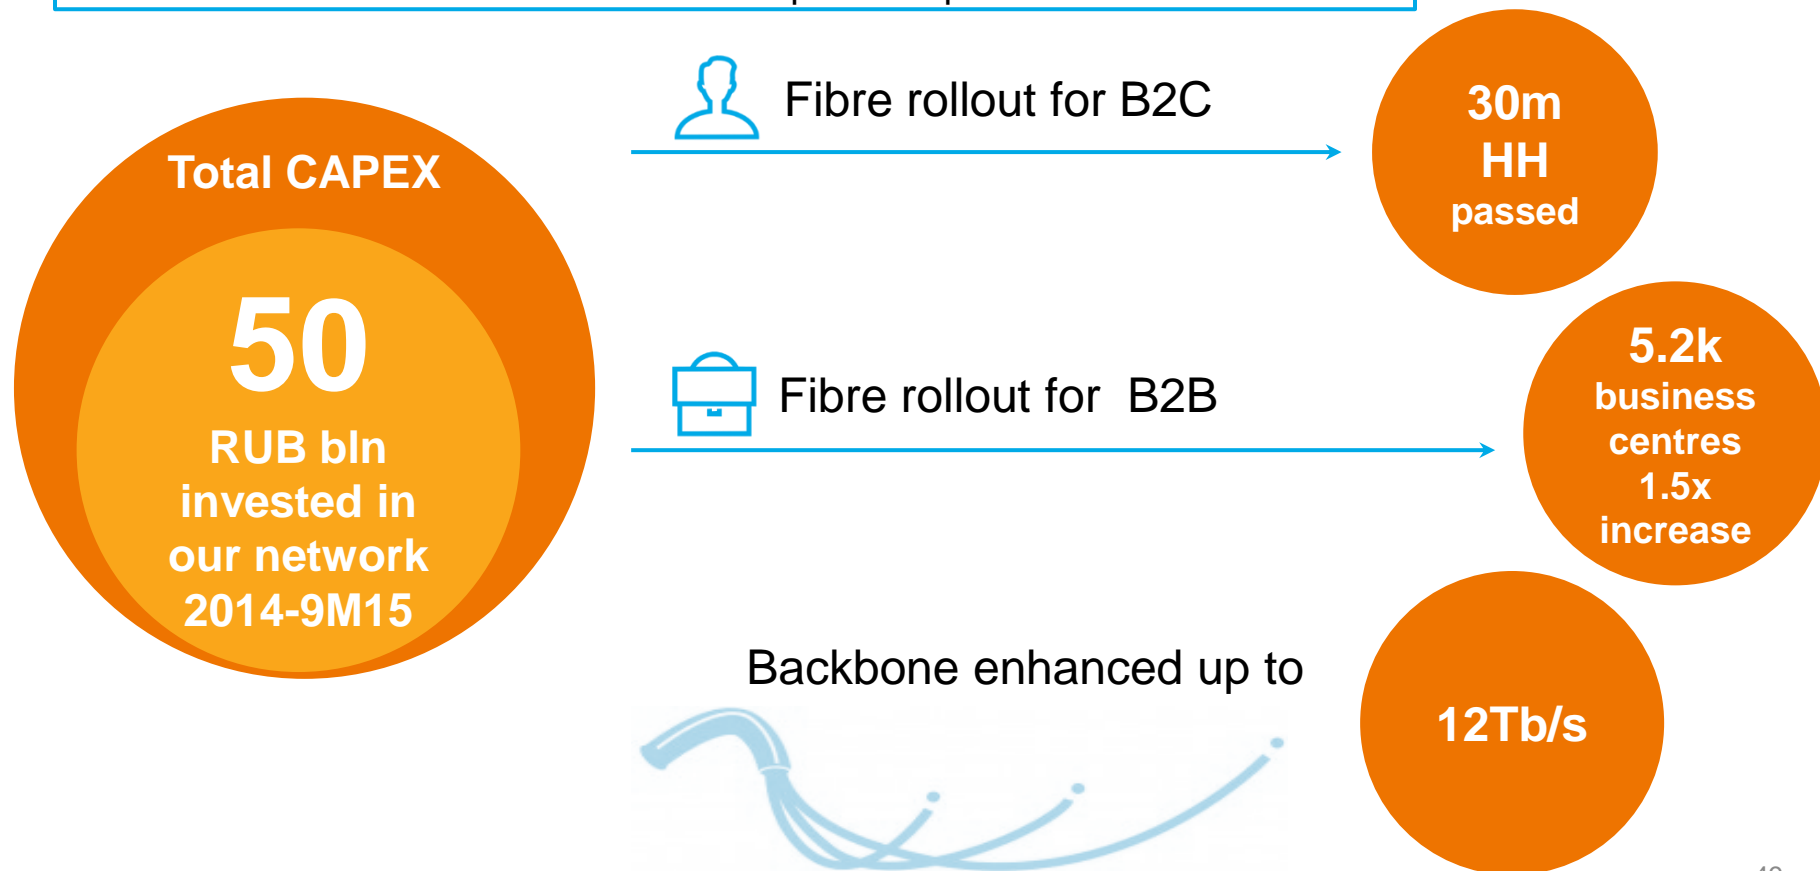 Total CAPEX
50
RUB bln
invested in
our network
2014-9M15
Fibre rollout for B2C
30m
HH
passed
Fibre rollout for  B2B
5.2k
business
centres
1.5x
increase
Backbone enhanced up to
12Tb/s